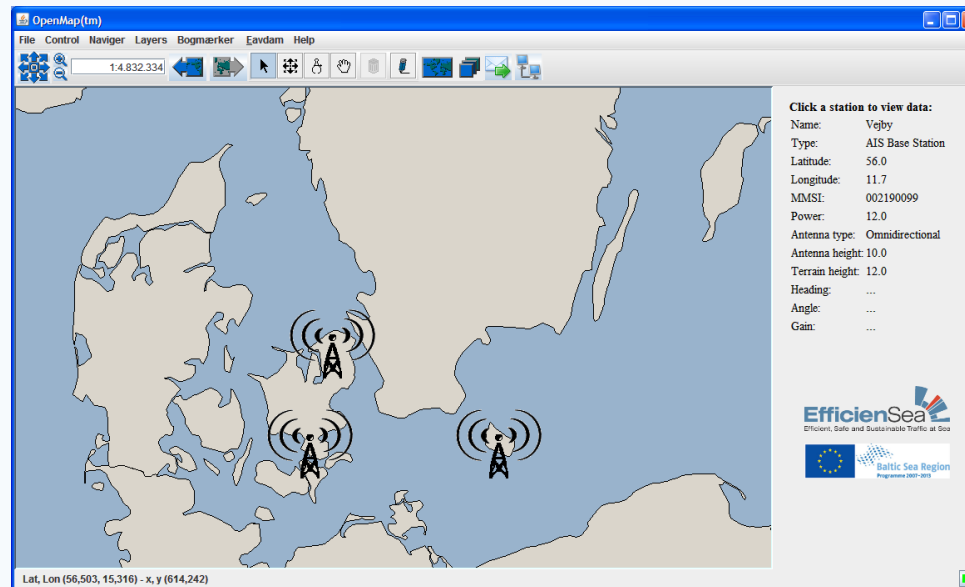 OpenMap(tm)
File Control Naviger Layers Bogmærker Eavdam Help
1:4.832.334
Click a station to view data:
Name: Vejby
Type: AIS Base Station
Latitude: 56.0
Longitude: 11.7
MMSI: 002190099
Power: 12.0
Antenna type: Omnidirectional
Antenna height: 10.0
Terrain height: 12.0
Heading: ...
Angle: ...
Gain: ...
EfficienSea
Efficient, Safe and Sustainable Traffic at Sea
Baltic Sea Region
Programme 2007-2013
Lat, Lon (56,503, 15,316) - x, y (614,242)